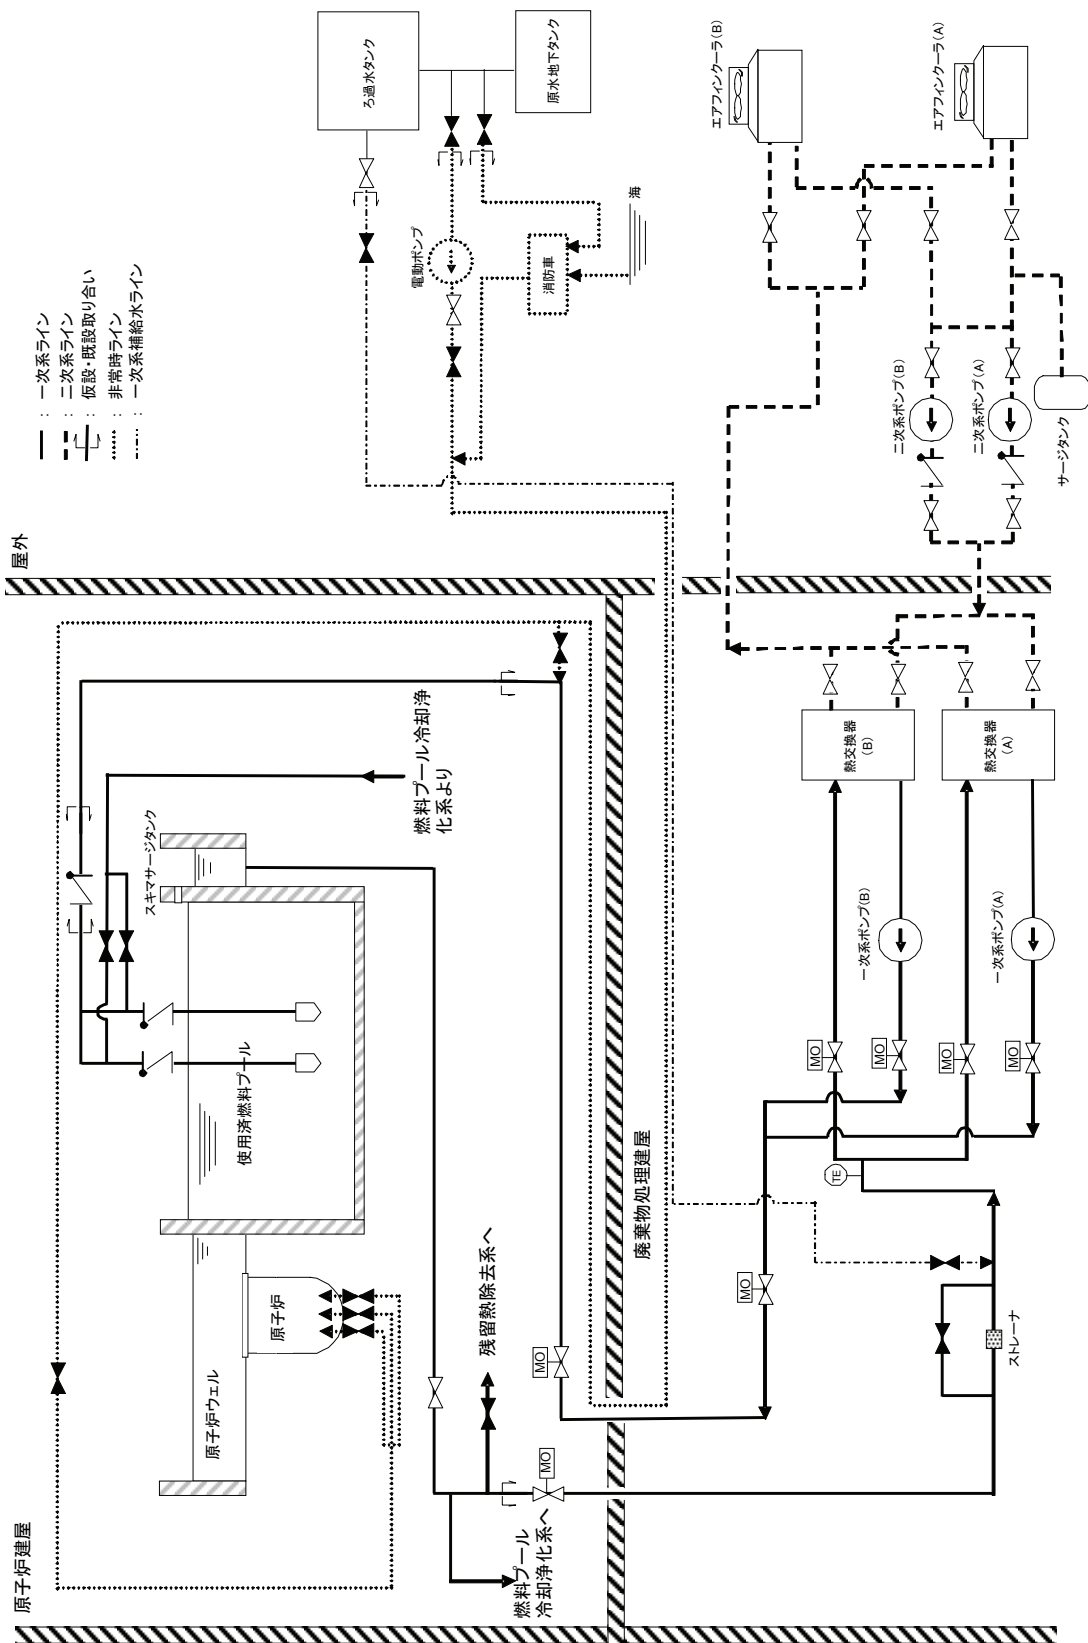 原子炉建屋
屋外
： 一次系ライン
： 二次系ライン
： 仮設・既設取り合い
： 非常時ライン
： 一次系補給水ライン
スキマサージタンク
使用済燃料プール
原子炉ウェル
原子炉
燃料プール冷却浄
化系より
残留熱除去系へ
燃料プール
冷却浄化系へ
MO
MO
廃棄物処理建屋
ろ過水タンク
原水地下タンク
電動ポンプ
消防車
海
エアフィンクーラ(B)
エアフィンクーラ(A)
二次系ポンプ(B)
二次系ポンプ(A)
サージタンク
熱交換器
(B)
熱交換器
(A)
一次系ポンプ(B)
一次系ポンプ(A)
MO
MO
MO
MO
MO
TE
ストレーナ